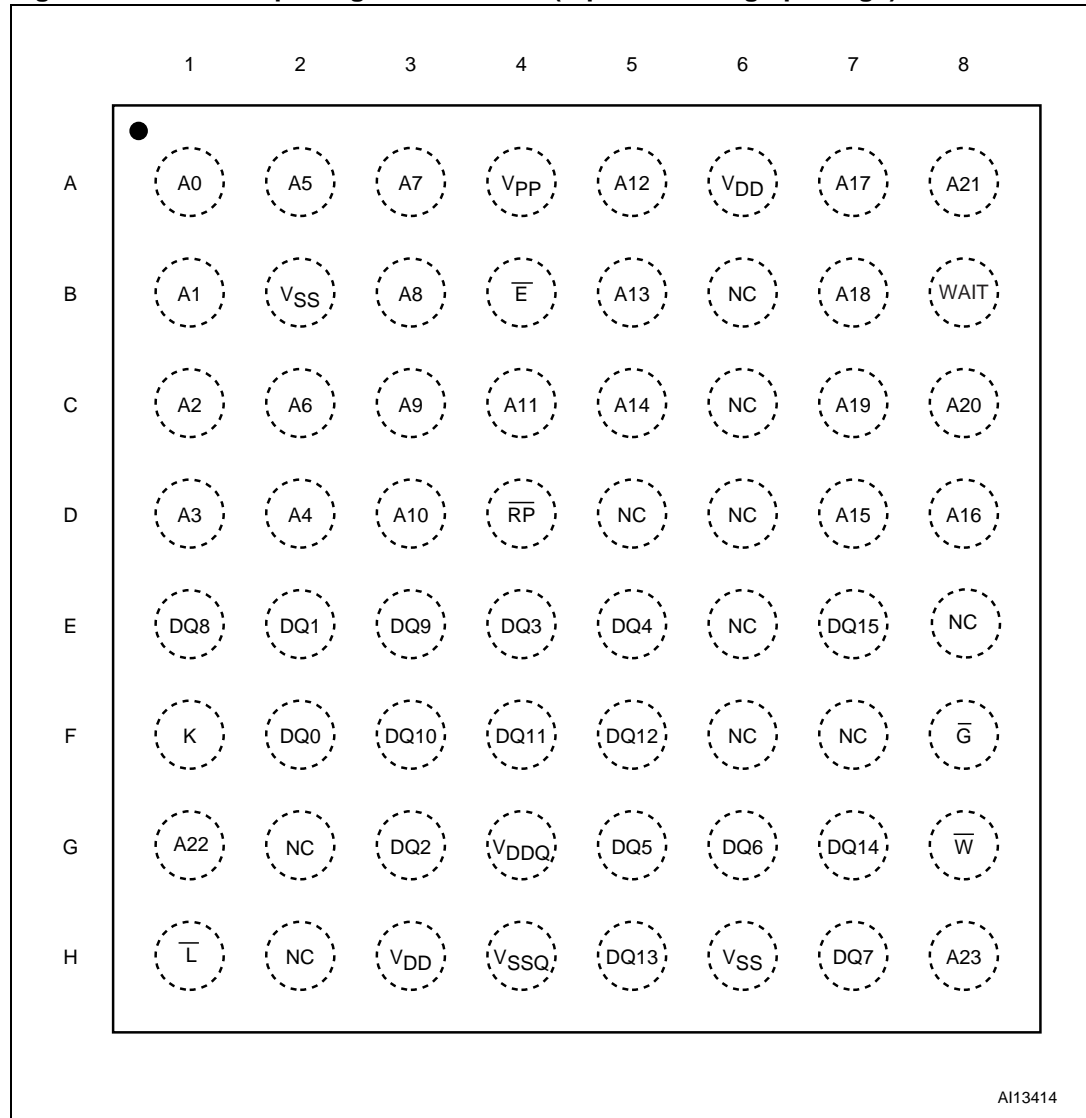 1 2 3 4 5 6 7 8
A A0 A5 A7 VPP A12 VDD A17 A21
B A1 VSS A8 E̅ A13 NC A18 WAIT
C A2 A6 A9 A11 A14 NC A19 A20
D A3 A4 A10 R̅P̅ NC NC A15 A16
E DQ8 DQ1 DQ9 DQ3 DQ4 NC DQ15 NC
F K DQ0 DQ10 DQ11 DQ12 NC NC G̅
G A22 NC DQ2 VDDQ DQ5 DQ6 DQ14 W̅
H L̅ NC VDD VSSQ DQ13 VSS DQ7 A23
AI13414